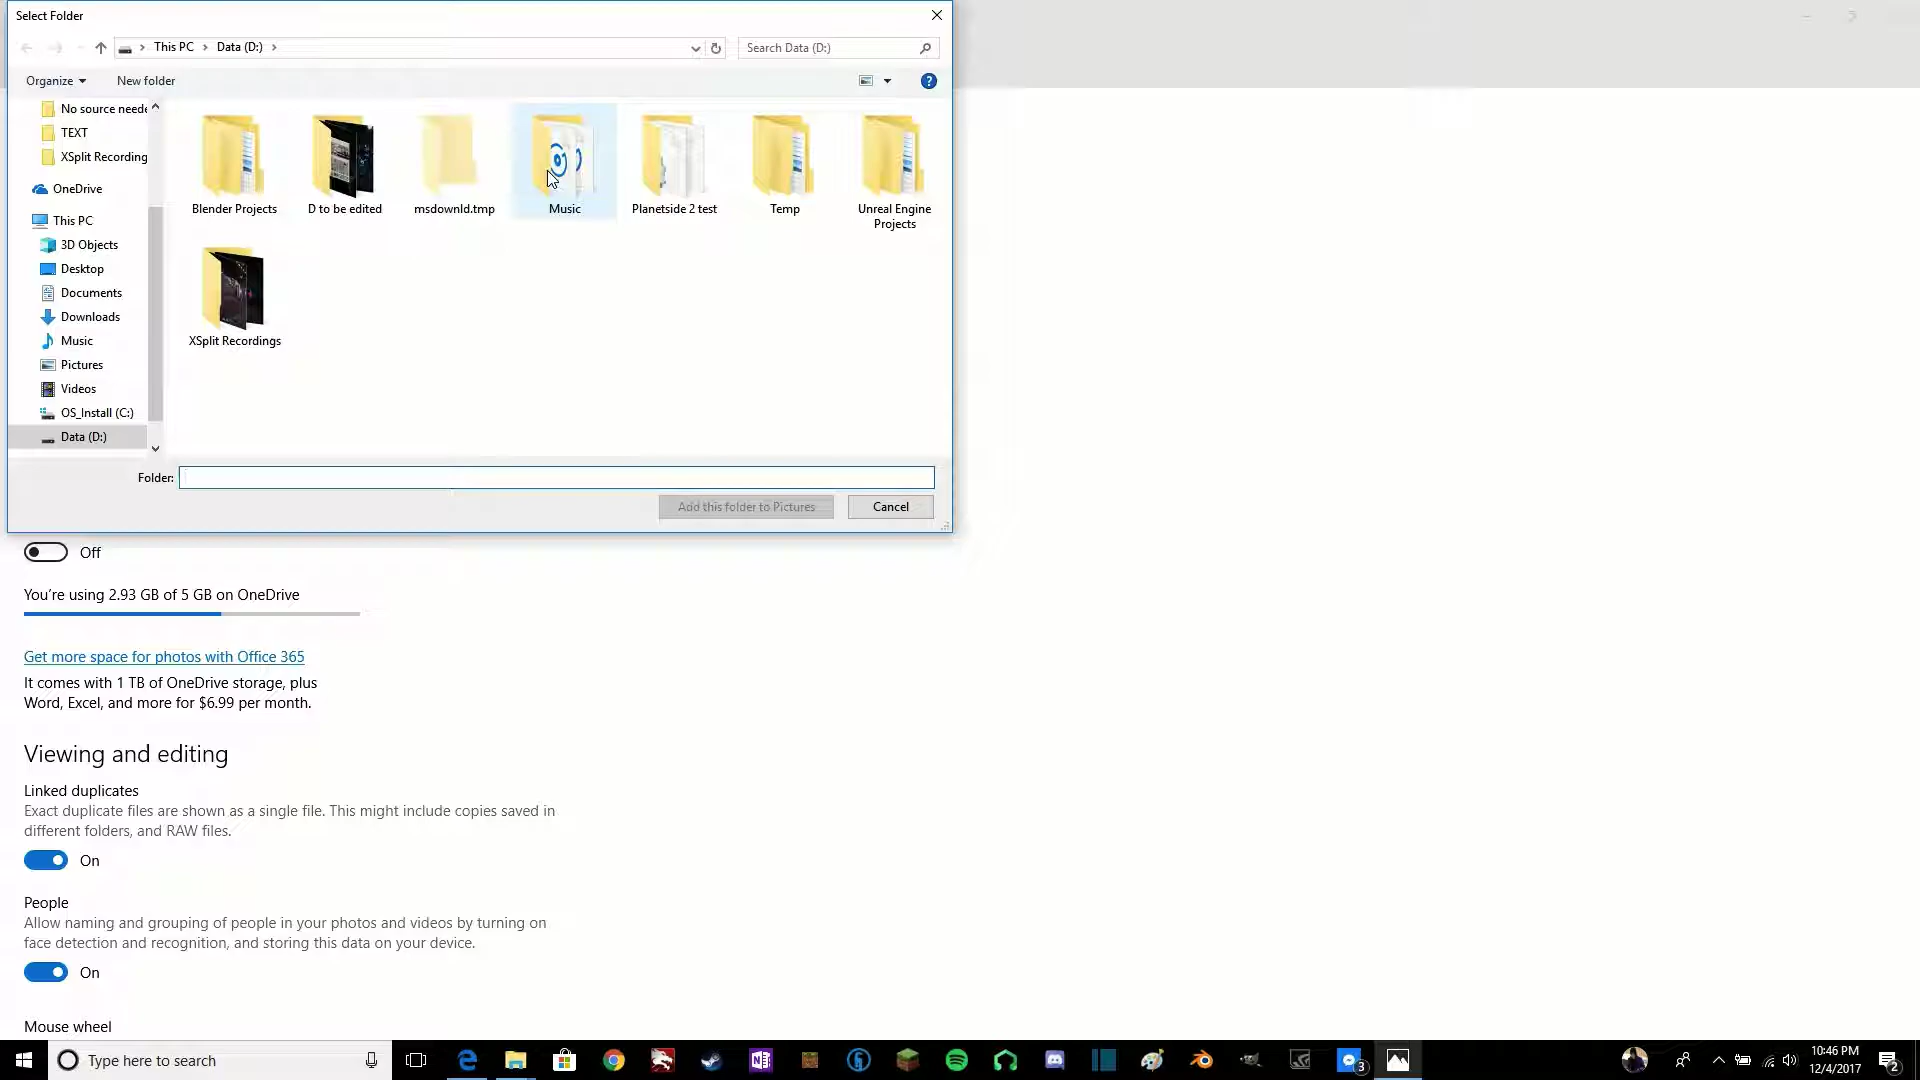 Select Folder
This PC
Data (D:)
Search Data (D:)
Organize
New folder
No source neede
TEXT
XSplit Recording
OneDrive
This PC
3D Objects
Desktop
Documents
Downloads
Music
Pictures
Videos
OS_Install (C:)
Data (D:)
Blender Projects
D to be edited
msdownld.tmp
Music
Planetside 2 test
Temp
Unreal Engine
Projects
XSplit Recordings
Folder:
Add this folder to Pictures
Cancel
Off
You're using 2.93 GB of 5 GB on OneDrive
Get more space for photos with Office 365
It comes with 1 TB of OneDrive storage, plus
Word, Excel, and more for $6.99 per month.
Viewing and editing
Linked duplicates
Exact duplicate files are shown as a single file. This might include copies saved in
different folders, and RAW files.
On
People
Allow naming and grouping of people in your photos and videos by turning on
face detection and recognition, and storing this data on your device.
On
Mouse wheel
Type here to search
3
10:46 PM
12/4/2017
2